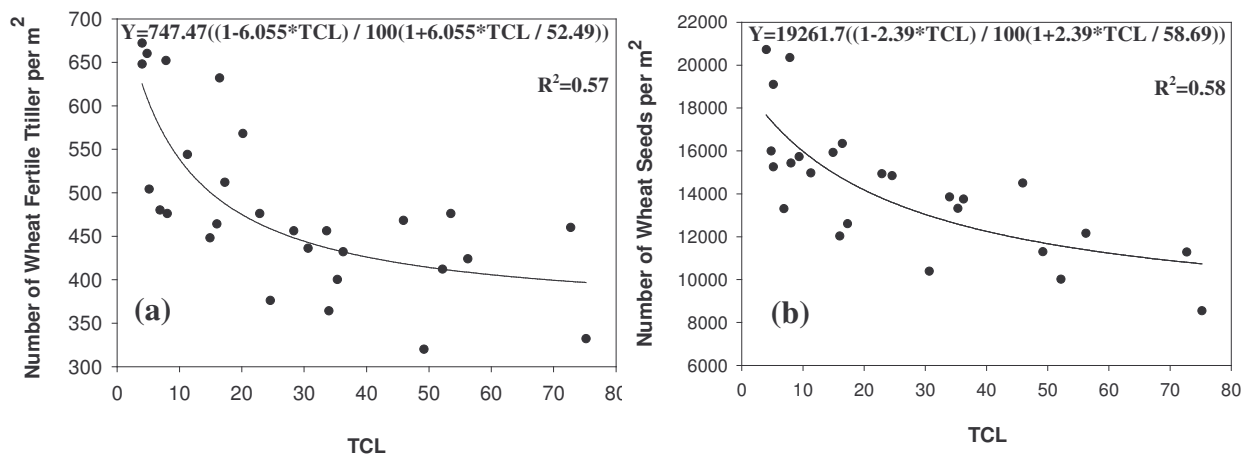 Y=747.47((1-6.055*TCL) / 100(1+6.055*TCL / 52.49))
R²=0.57
Number of Wheat Fertile Ttiller per m²
700
650
600
550
500
450
400
350
300
(a)
0 10 20 30 40 50 60 70 80
TCL
Y=19261.7((1-2.39*TCL) / 100(1+2.39*TCL / 58.69))
R²=0.58
Number of Wheat Seeds per m²
22000
20000
18000
16000
14000
12000
10000
8000
6000
(b)
0 10 20 30 40 50 60 70 80
TCL